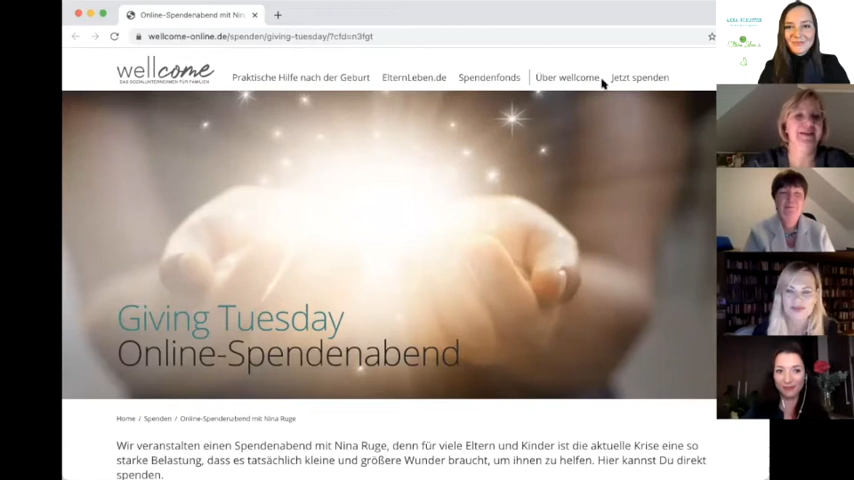 Online-Spendenabend mit Nin
wellcome-online.de/spenden/giving-tuesday/?cfd=n3fgt
wellcome
DAS SOZIALUNTERNEHMEN FÜR FAMILIEN
Praktische Hilfe nach der Geburt
ElternLeben.de
Spendenfonds
Über wellcome
Jetzt spenden
Giving Tuesday
Online-Spendenabend
Home / Spenden / Online-Spendenabend mit Nina Ruge
Wir veranstalten einen Spendenabend mit Nina Ruge, denn für viele Eltern und Kinder ist die aktuelle Krise eine so
starke Belastung, dass es tatsächlich kleine und größere Wunder braucht, um ihnen zu helfen. Hier kannst Du direkt
spenden.